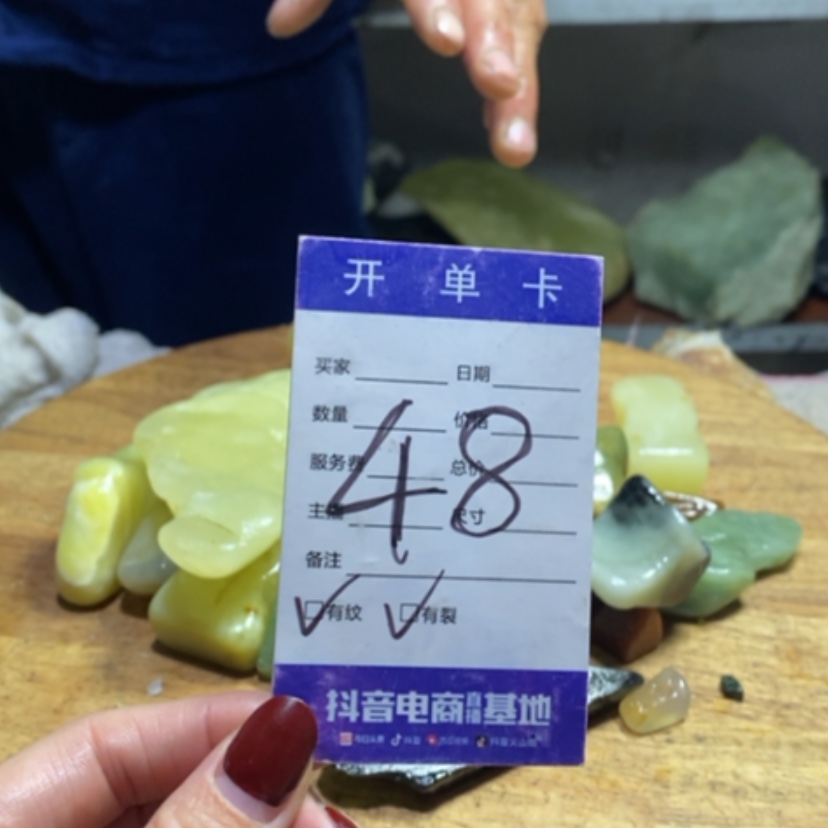 开单卡
买家 日期
数量 价格
服务费 总价
主播 尺寸
48
备注
✓有纹 ✓有裂
抖音电商直播基地